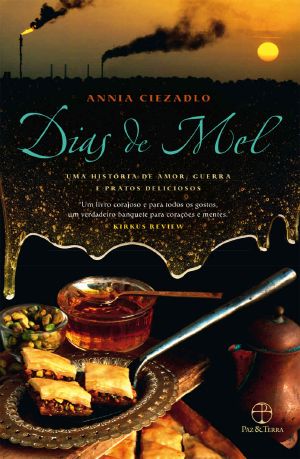 ANNIA CIEZADLO
Dias de Mel
UMA HISTÓRIA DE AMOR, GUERRA
E PRATOS DELICIOSOS
"Um livro corajoso e para todos os gostos,
um verdadeiro banquete para corações e mentes."
KIRKUS REVIEW
PAZ & TERRA